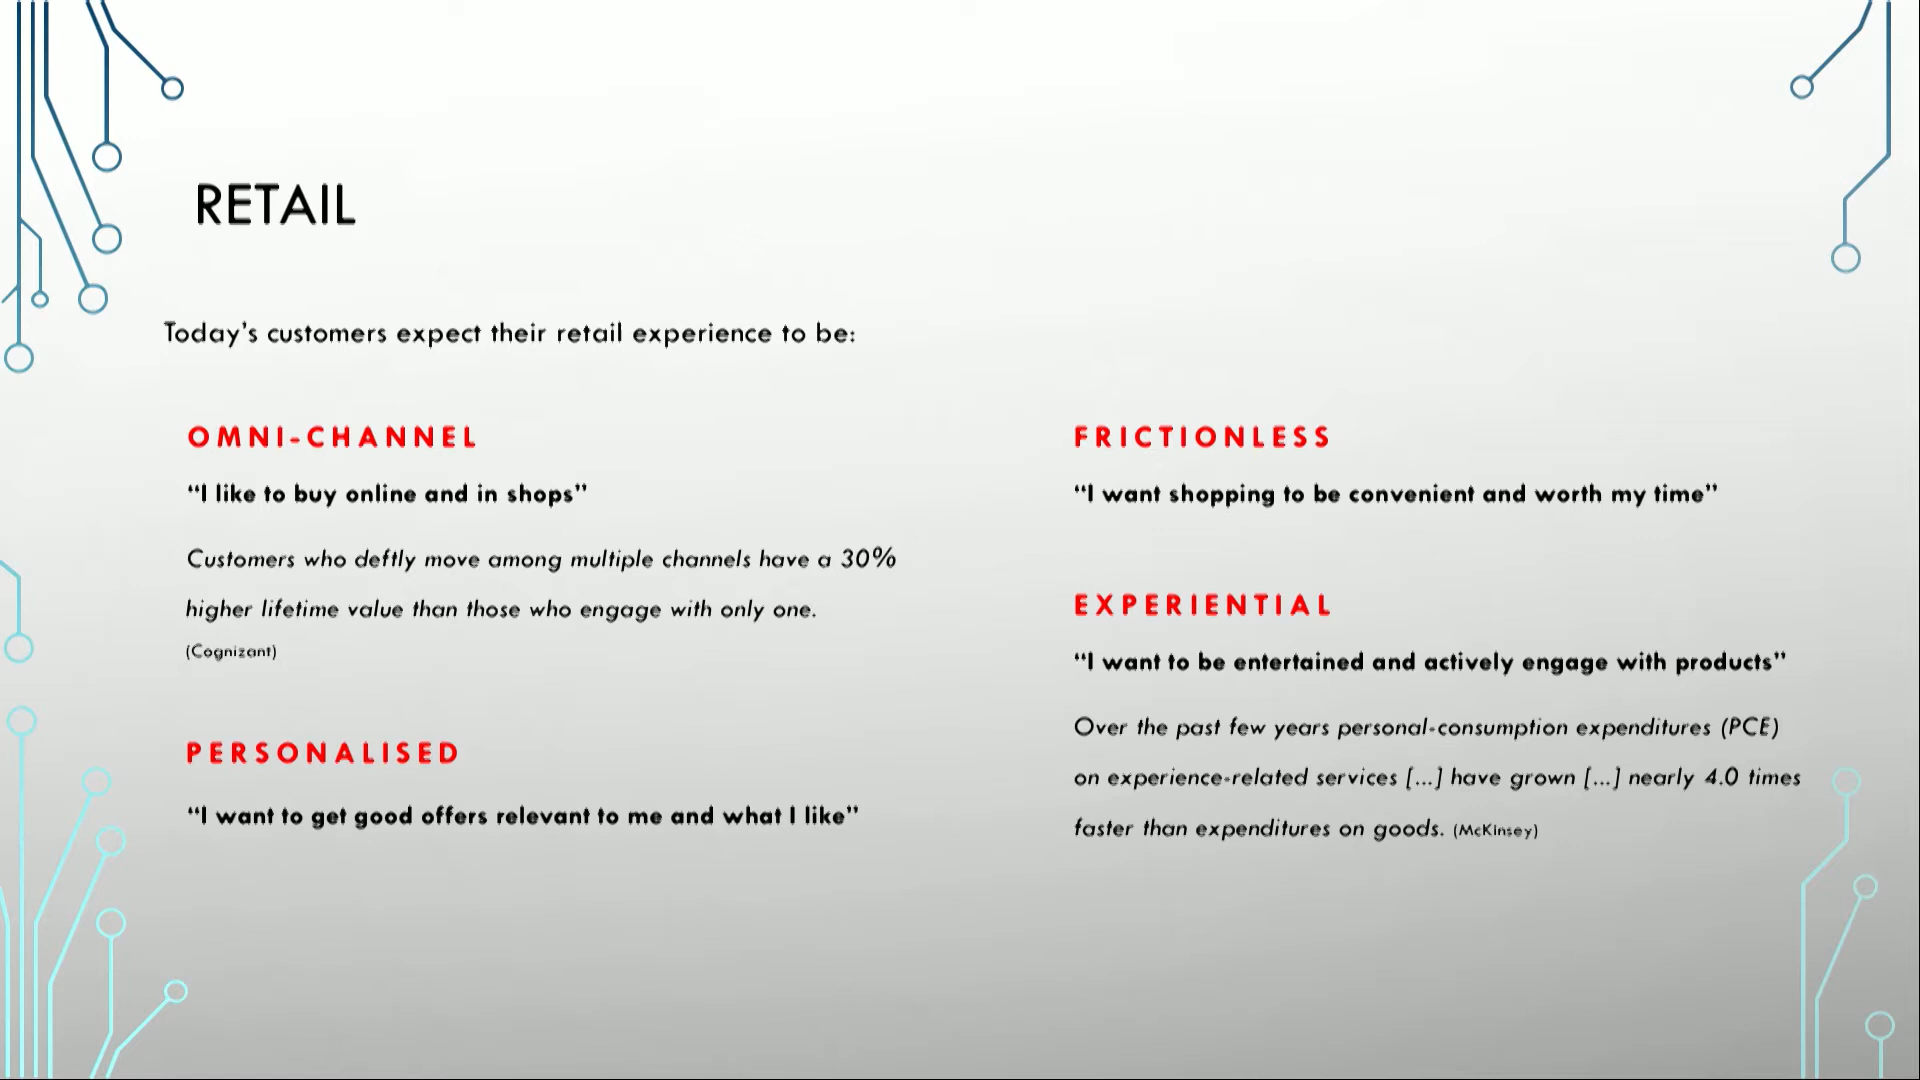 RETAIL
Today’s customers expect their retail experience to be:
OMNI-CHANNEL
“I like to buy online and in shops”
Customers who deftly move among multiple channels have a 30%
higher lifetime value than those who engage with only one.
(Cognizant)
PERSONALISED
“I want to get good offers relevant to me and what I like”
FRICTIONLESS
“I want shopping to be convenient and worth my time”
EXPERIENTIAL
“I want to be entertained and actively engage with products”
Over the past few years personal-consumption expenditures (PCE)
on experience-related services [...] have grown [...] nearly 4.0 times
faster than expenditures on goods. (McKinsey)